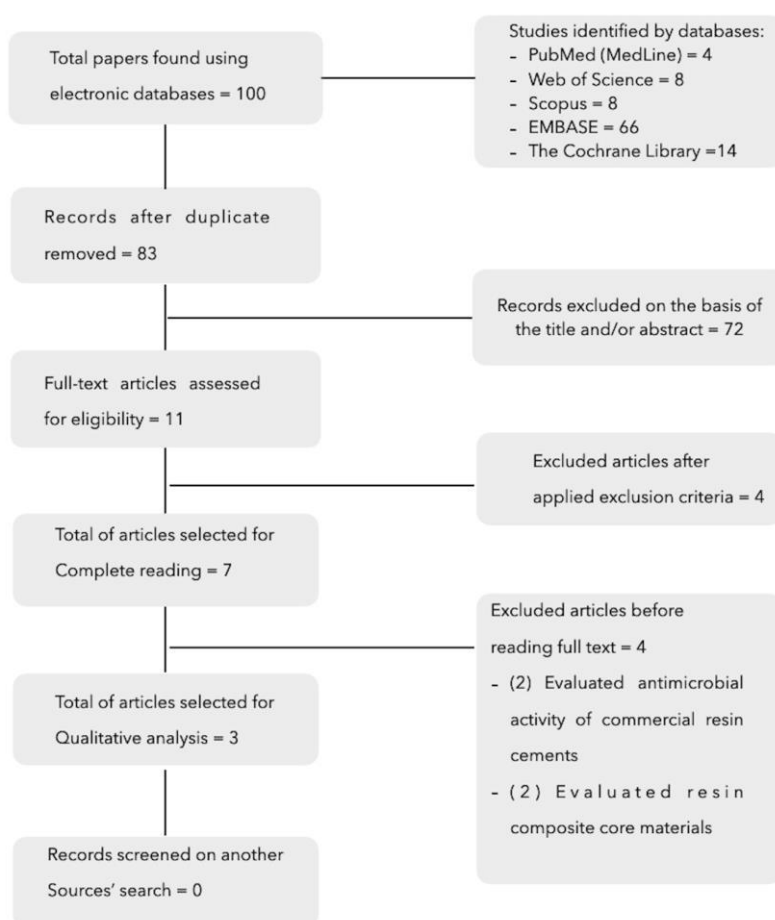 Total papers found using
electronic databases = 100
Studies identified by databases:
- PubMed (MedLine) = 4
- Web of Science = 8
- Scopus = 8
- EMBASE = 66
- The Cochrane Library =14
Records after duplicate
removed = 83
Records excluded on the basis of
the title and/or abstract = 72
Full-text articles assessed
for eligibility = 11
Excluded articles after
applied exclusion criteria = 4
Total of articles selected for
Complete reading = 7
Excluded articles before
reading full text = 4
- (2) Evaluated antimicrobial
activity of commercial resin
cements
- (2) Evaluated resin
composite core materials
Total of articles selected for
Qualitative analysis = 3
Records screened on another
Sources' search = 0